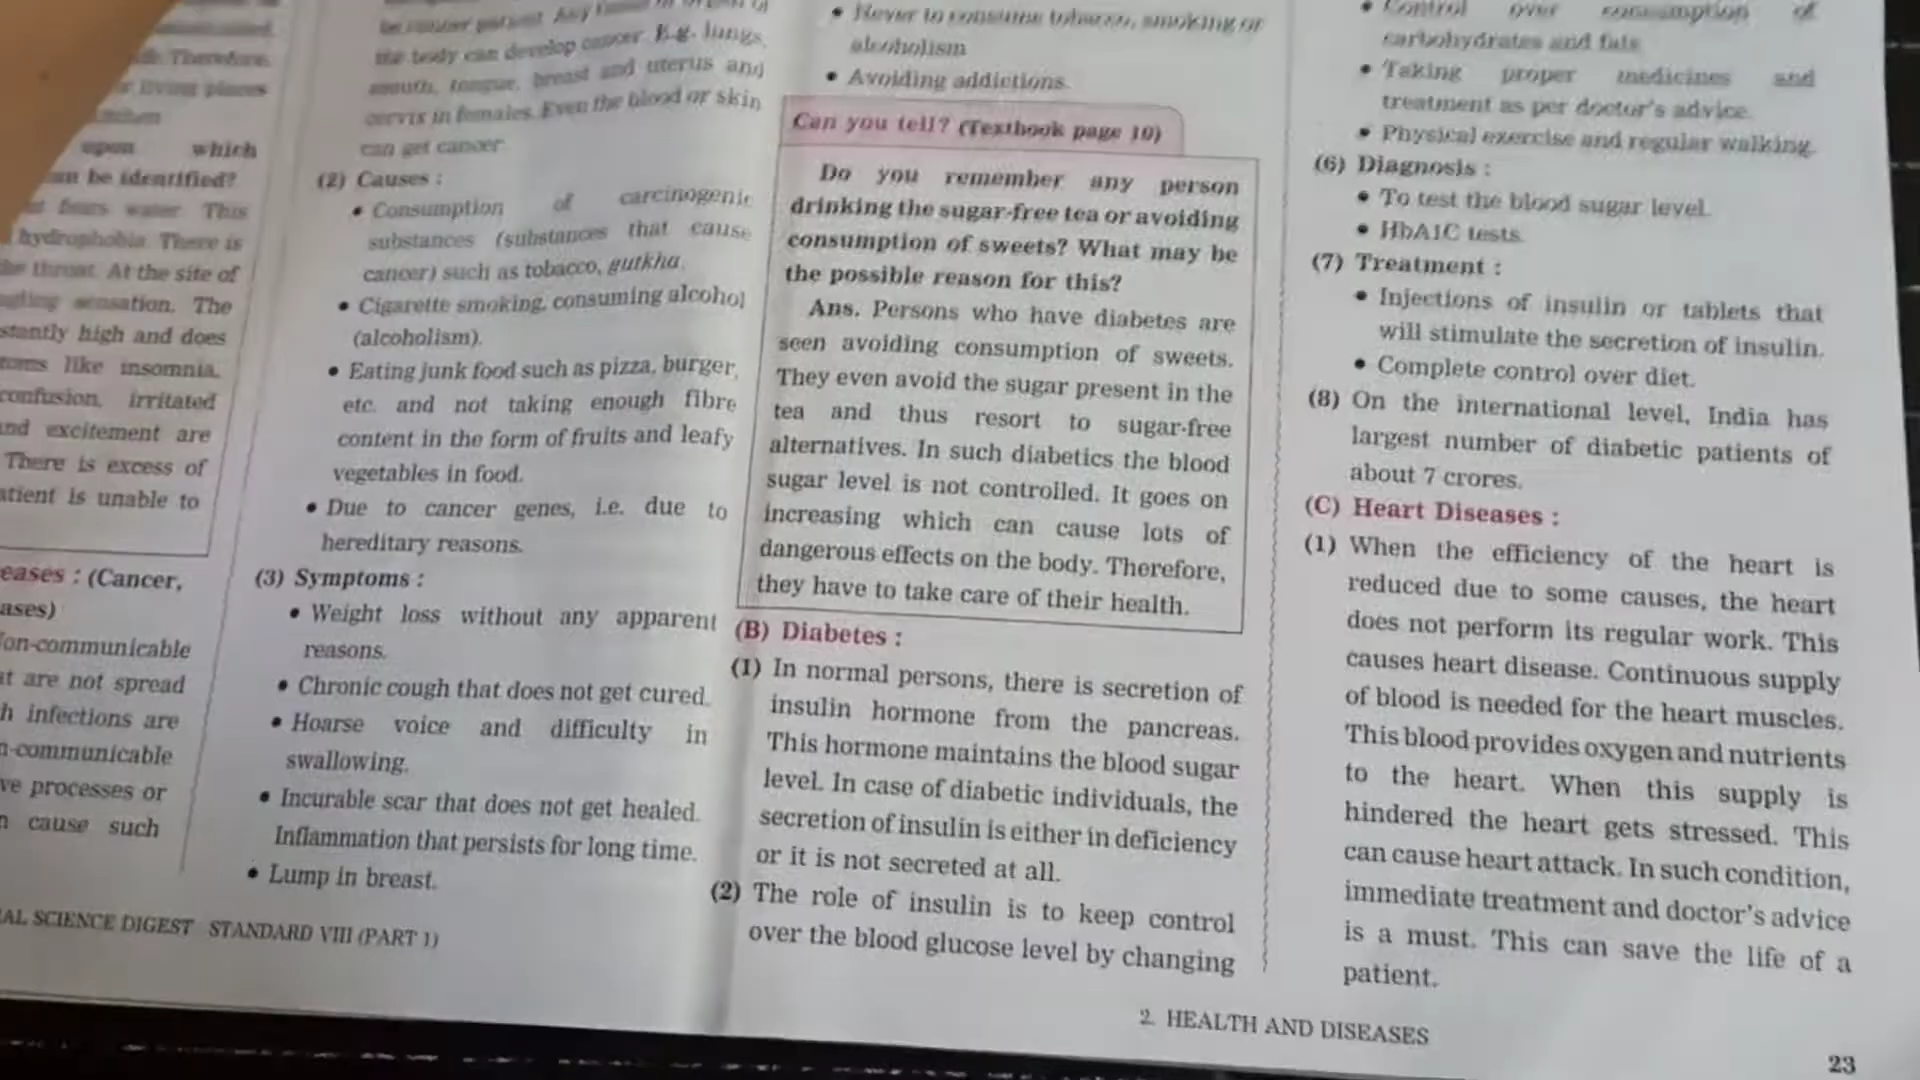 Therefore,
or living places
upon which
can be identified?
fears water. This
hydrophobia. There is
the throat. At the site of
sensation. The
stantly high and does
toms like insomnia,
confusion, irritated
and excitement are
There is excess of
atient is unable to
eases : (Cancer,
ases)
on-communicable
at are not spread
h infections are
n-communicable
ve processes or
n cause such
be cancer patient. Any
the body can develop cancer. E.g. lungs,
mouth, tongue, breast and uterus and
cervix in females. Even the blood or skin
can get cancer.
(2) Causes :
• Consumption of carcinogenic
substances (substances that cause
cancer) such as tobacco, gutkha.
• Cigarette smoking, consuming alcohol
(alcoholism).
• Eating junk food such as pizza, burger,
etc. and not taking enough fibre
content in the form of fruits and leafy
vegetables in food.
• Due to cancer genes, i.e. due to
hereditary reasons.
(3) Symptoms :
• Weight loss without any apparent
reasons.
• Chronic cough that does not get cured.
• Hoarse voice and difficulty in
swallowing.
• Incurable scar that does not get healed.
Inflammation that persists for long time.
• Lump in breast.
AL SCIENCE DIGEST STANDARD VIII (PART 1)
• Never to consume tobacco, smoking or
alcoholism
• Avoiding addictions.
Can you tell? (Textbook page 10)
Do you remember any person
drinking the sugar-free tea or avoiding
consumption of sweets? What may be
the possible reason for this?
Ans. Persons who have diabetes are
seen avoiding consumption of sweets.
They even avoid the sugar present in the
tea and thus resort to sugar-free
alternatives. In such diabetics the blood
sugar level is not controlled. It goes on
increasing which can cause lots of
dangerous effects on the body. Therefore,
they have to take care of their health.
(B) Diabetes :
(1) In normal persons, there is secretion of
insulin hormone from the pancreas.
This hormone maintains the blood sugar
level. In case of diabetic individuals, the
secretion of insulin is either in deficiency
or it is not secreted at all.
(2) The role of insulin is to keep control
over the blood glucose level by changing
• Control over consumption of
carbohydrates and fats.
• Taking proper medicines and
treatment as per doctor's advice.
• Physical exercise and regular walking.
(6) Diagnosis :
• To test the blood sugar level.
• HbA1C tests.
(7) Treatment :
• Injections of insulin or tablets that
will stimulate the secretion of insulin.
• Complete control over diet.
(8) On the international level, India has
largest number of diabetic patients of
about 7 crores.
(C) Heart Diseases :
(1) When the efficiency of the heart is
reduced due to some causes, the heart
does not perform its regular work. This
causes heart disease. Continuous supply
of blood is needed for the heart muscles.
This blood provides oxygen and nutrients
to the heart. When this supply is
hindered the heart gets stressed. This
can cause heart attack. In such condition,
immediate treatment and doctor's advice
is a must. This can save the life of a
patient.
2. HEALTH AND DISEASES
23